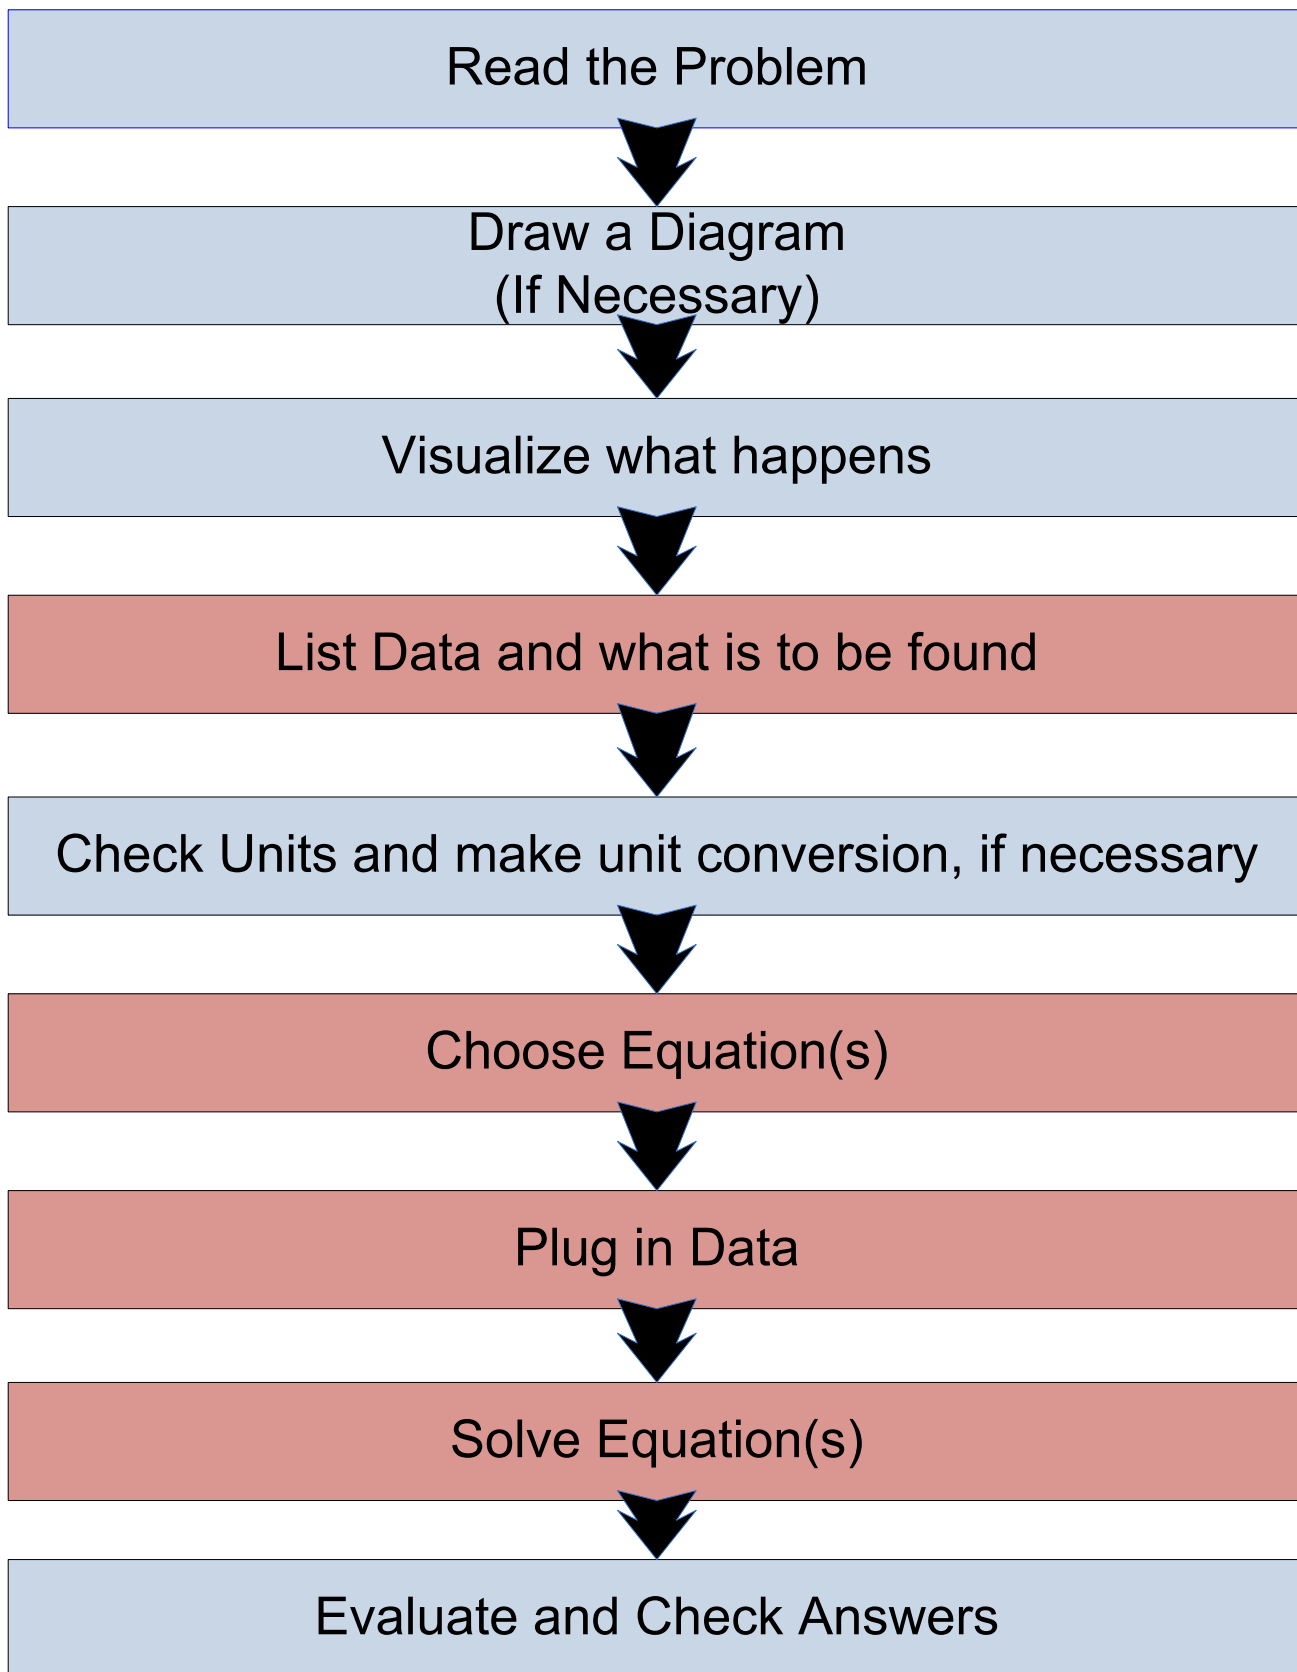 Read the Problem
Draw a Diagram
(If Necessary)
Visualize what happens
List Data and what is to be found
Check Units and make unit conversion, if necessary
Choose Equation(s)
Plug in Data
Solve Equation(s)
Evaluate and Check Answers